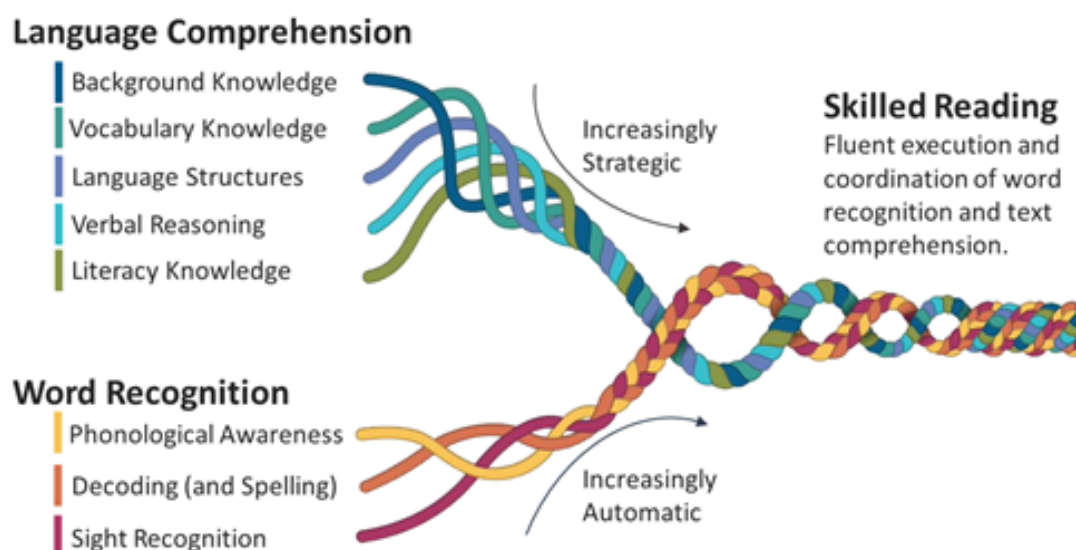 Language Comprehension
Background Knowledge
Vocabulary Knowledge
Language Structures
Verbal Reasoning
Literacy Knowledge
Increasingly
Strategic
Skilled Reading
Fluent execution and
coordination of word
recognition and text
comprehension.
Word Recognition
Phonological Awareness
Decoding (and Spelling)
Sight Recognition
Increasingly
Automatic